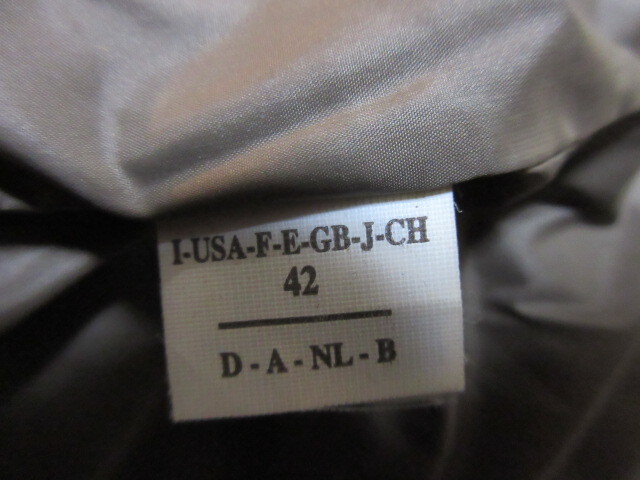 I-USA-F-E-GB-J-CH
42
D - A - NL - B